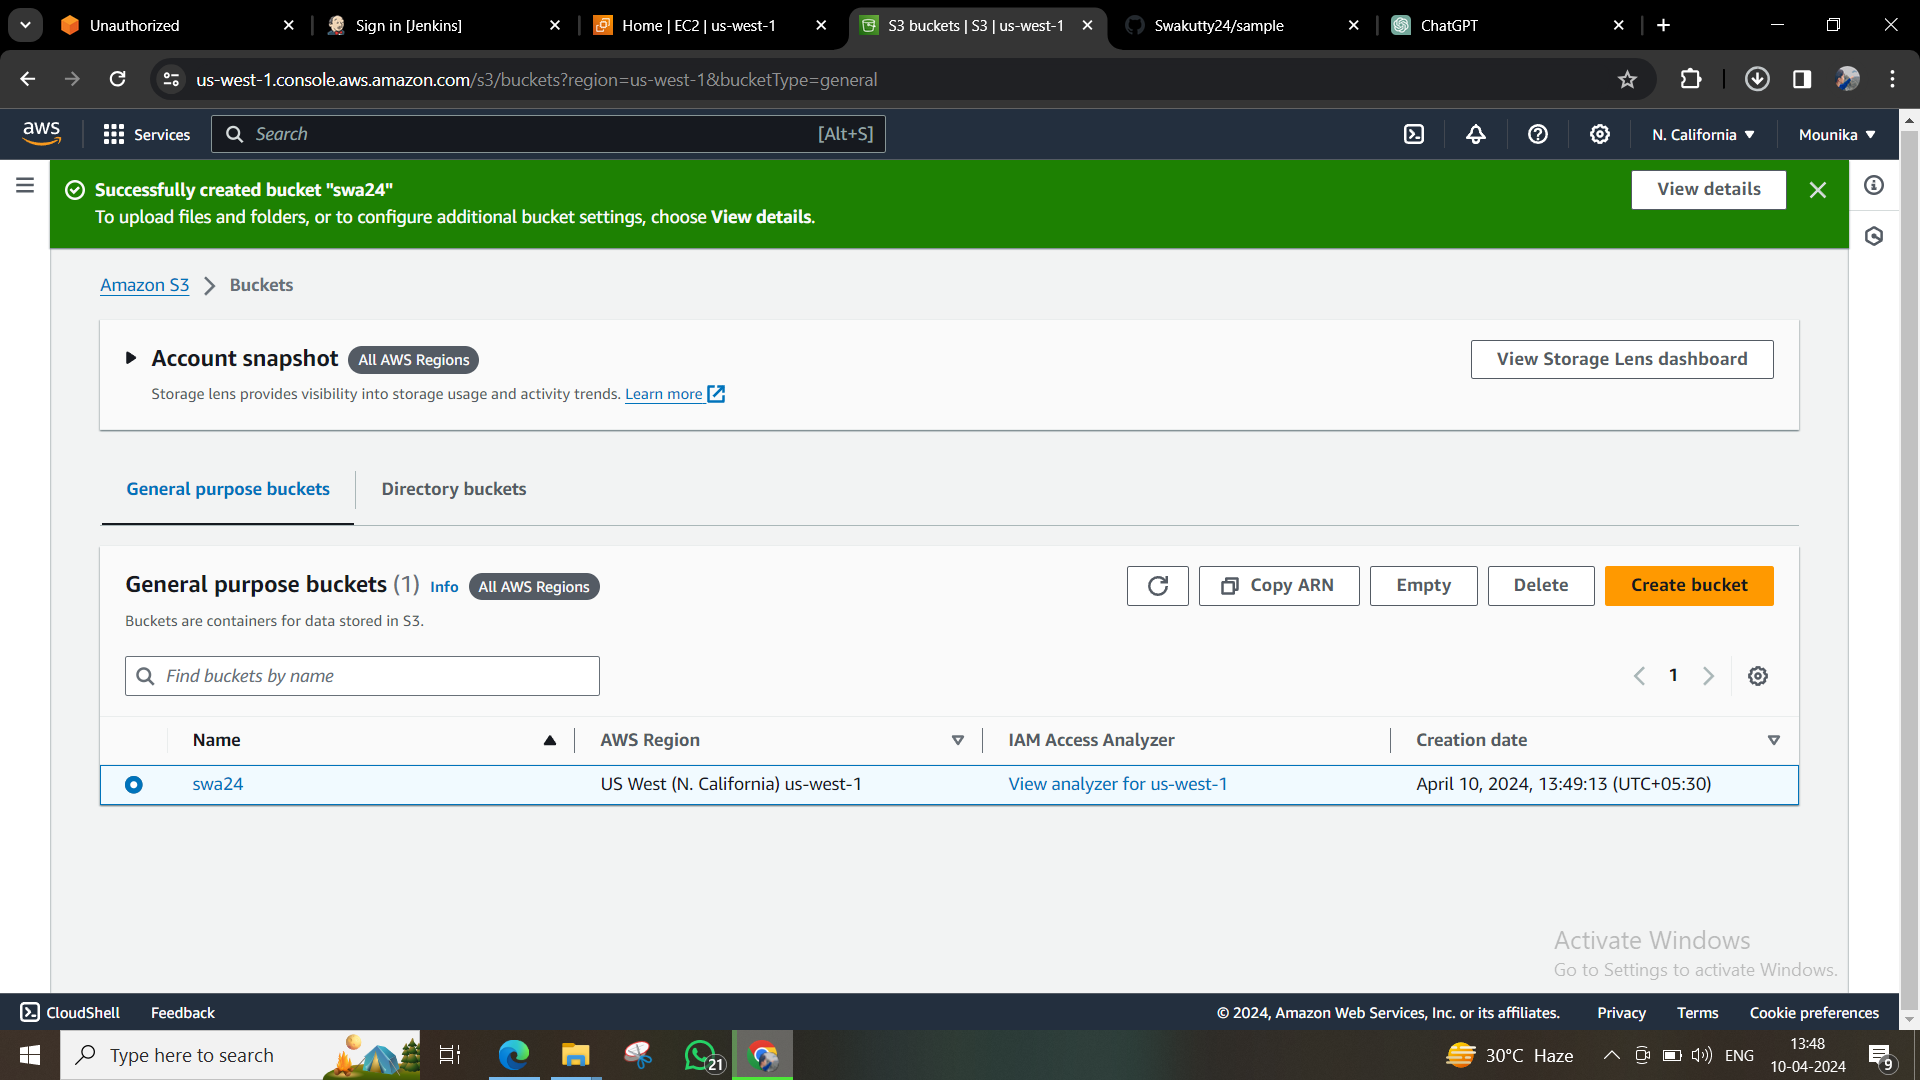 Unauthorized
Sign in [Jenkins]
Home | EC2 | us-west-1
S3 buckets | S3 | us-west-1
Swakutty24/sample
ChatGPT
us-west-1.console.aws.amazon.com/s3/buckets?region=us-west-1&bucketType=general
aws
Services
Search
[Alt+S]
N. California
Mounika
Successfully created bucket "swa24"
To upload files and folders, or to configure additional bucket settings, choose View details.
View details
Amazon S3
Buckets
Account snapshot
All AWS Regions
View Storage Lens dashboard
Storage lens provides visibility into storage usage and activity trends. Learn more
General purpose buckets
Directory buckets
General purpose buckets (1) Info
All AWS Regions
Copy ARN
Empty
Delete
Create bucket
Buckets are containers for data stored in S3.
Find buckets by name
1
Name
AWS Region
IAM Access Analyzer
Creation date
swa24
US West (N. California) us-west-1
View analyzer for us-west-1
April 10, 2024, 13:49:13 (UTC+05:30)
Activate Windows
Go to Settings to activate Windows.
CloudShell
Feedback
© 2024, Amazon Web Services, Inc. or its affiliates.
Privacy
Terms
Cookie preferences
Type here to search
21
30°C Haze
ENG
13:48
10-04-2024
9